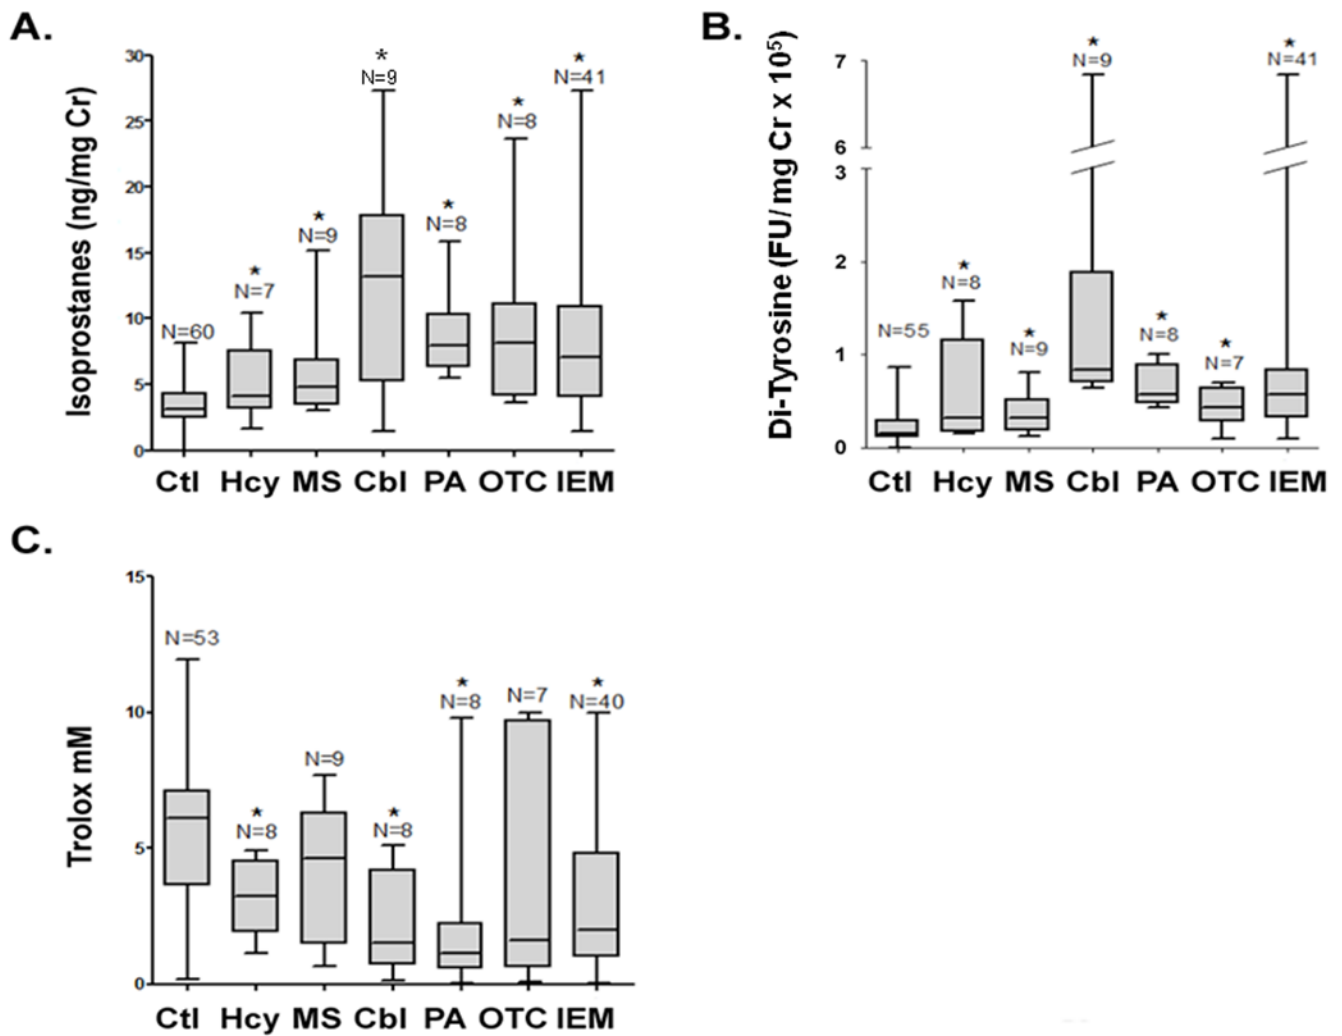 A.
Isoprostanes (ng/mg Cr)
30
25
20
15
10
5
0
N=60
*
N=7
*
N=9
*
N=9
*
N=8
*
N=8
*
N=41
Ctl Hcy MS Cbl PA OTC IEM
B.
Di-Tyrosine (FU/mg Cr x 10⁵)
7
6
3
2
1
0
N=55
*
N=8
*
N=9
*
N=9
*
N=8
*
N=7
*
N=41
Ctl Hcy MS Cbl PA OTC IEM
C.
Trolox mM
15
10
5
0
N=53
*
N=8
N=9
*
N=8
*
N=8
N=7
*
N=40
Ctl Hcy MS Cbl PA OTC IEM